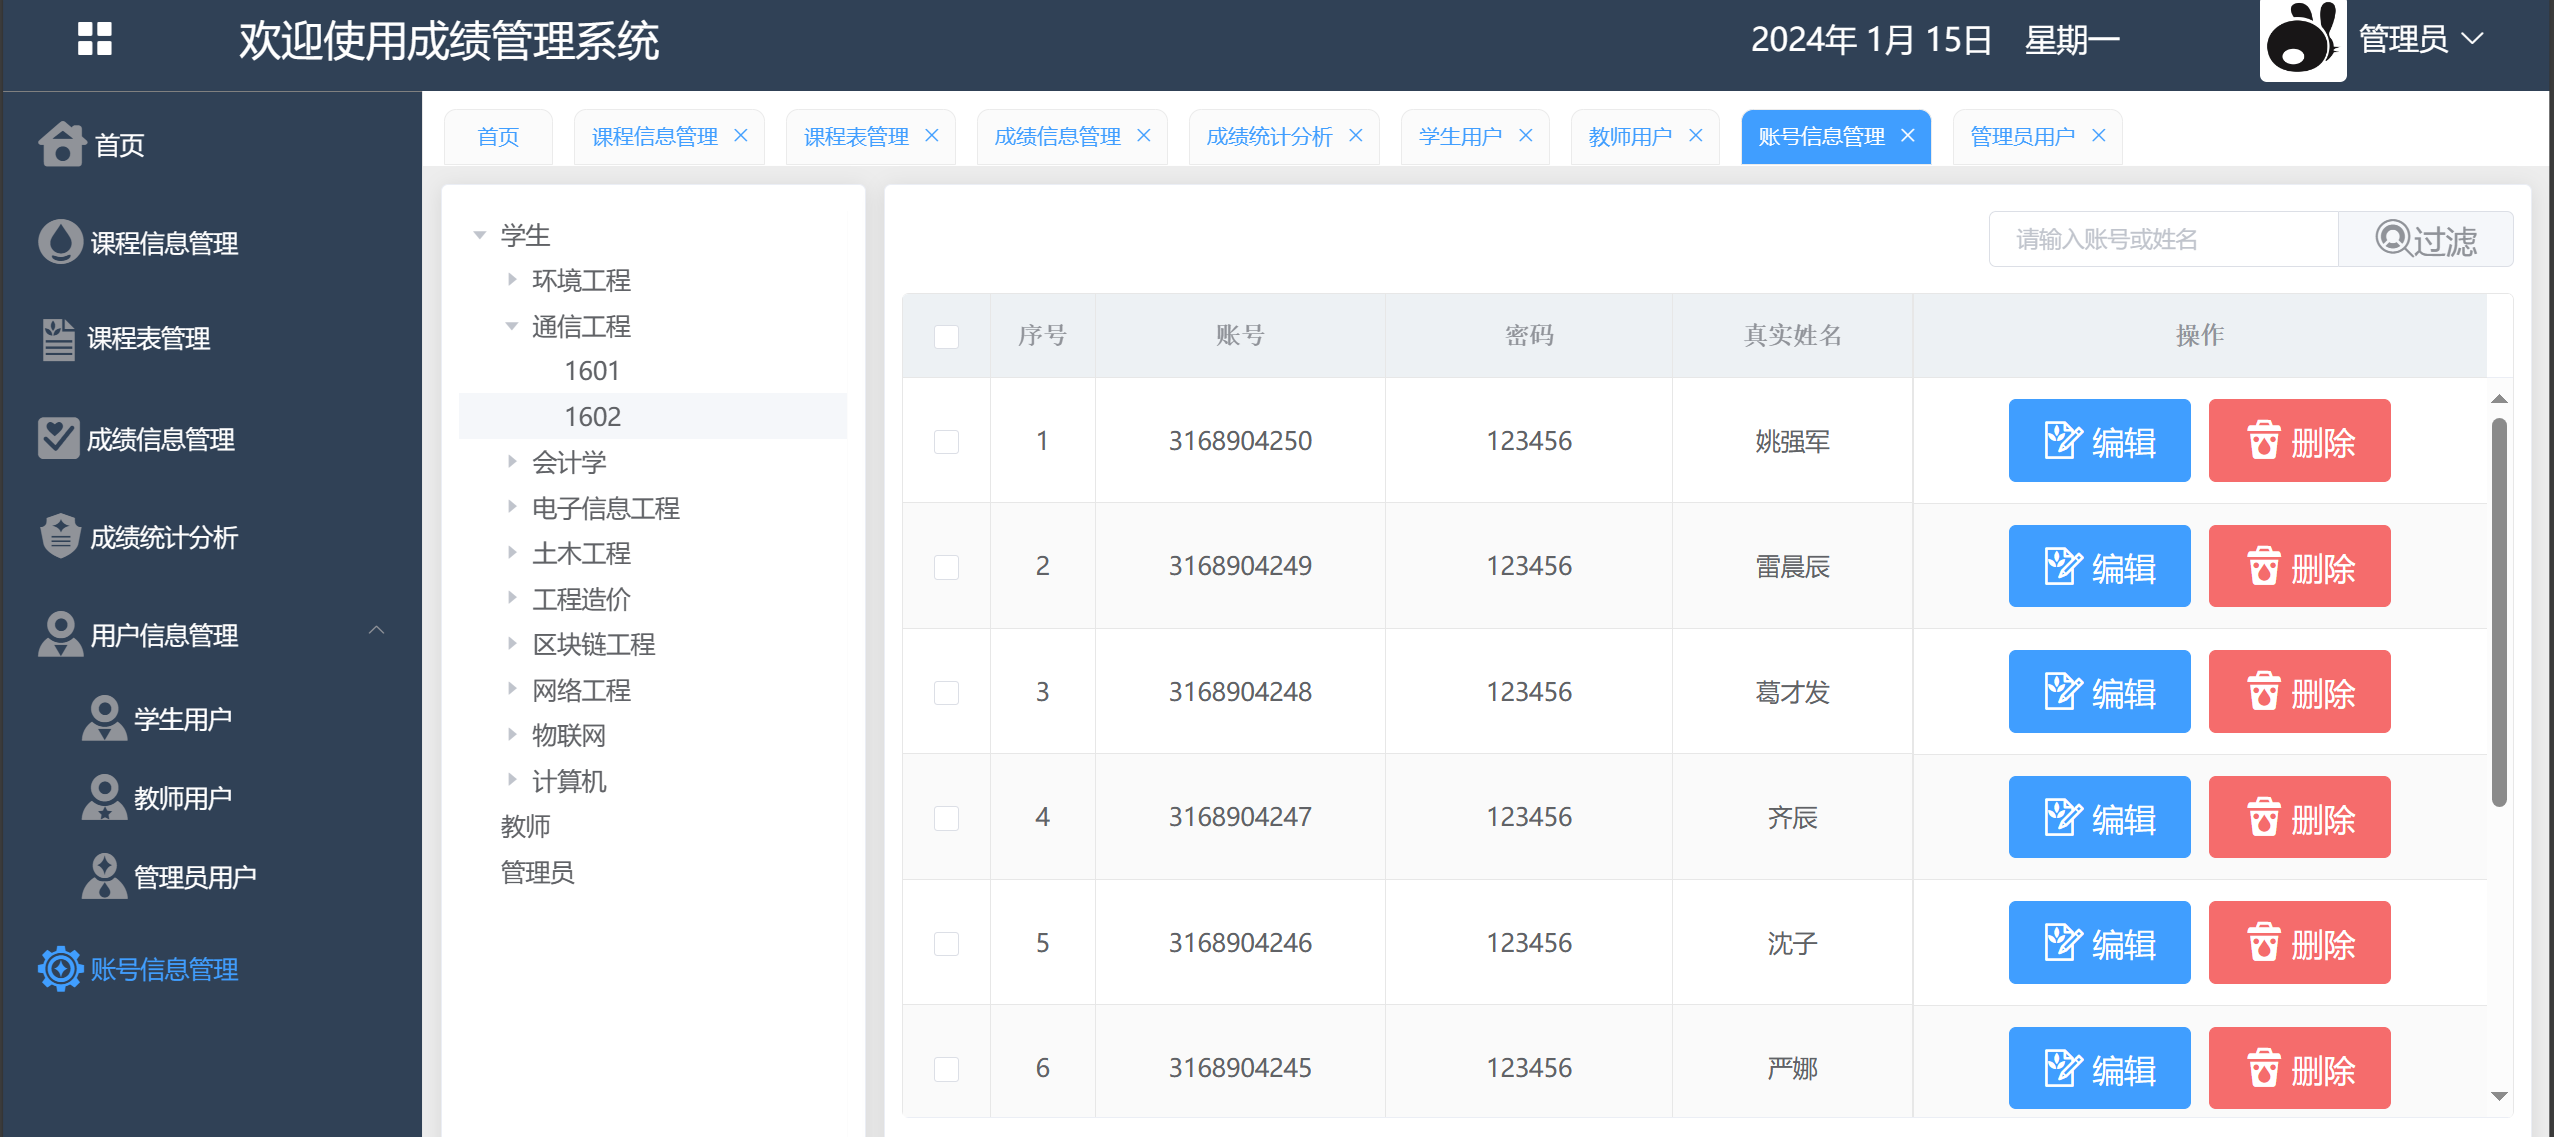 欢迎使用成绩管理系统
2024年 1月 15日 星期一
管理员
首页
课程信息管理
课程表管理
成绩信息管理
成绩统计分析
用户信息管理
学生用户
教师用户
管理员用户
账号信息管理
首页 课程信息管理 课程表管理 成绩信息管理 成绩统计分析 学生用户 教师用户 账号信息管理 管理员用户
学生
环境工程
通信工程
1601
1602
会计学
电子信息工程
土木工程
工程造价
区块链工程
网络工程
物联网
计算机
教师
管理员
请输入账号或姓名 过滤
序号 账号 密码 真实姓名 操作
1 3168904250 123456 姚强军 编辑 删除
2 3168904249 123456 雷晨辰 编辑 删除
3 3168904248 123456 葛才发 编辑 删除
4 3168904247 123456 齐辰 编辑 删除
5 3168904246 123456 沈子 编辑 删除
6 3168904245 123456 严娜 编辑 删除